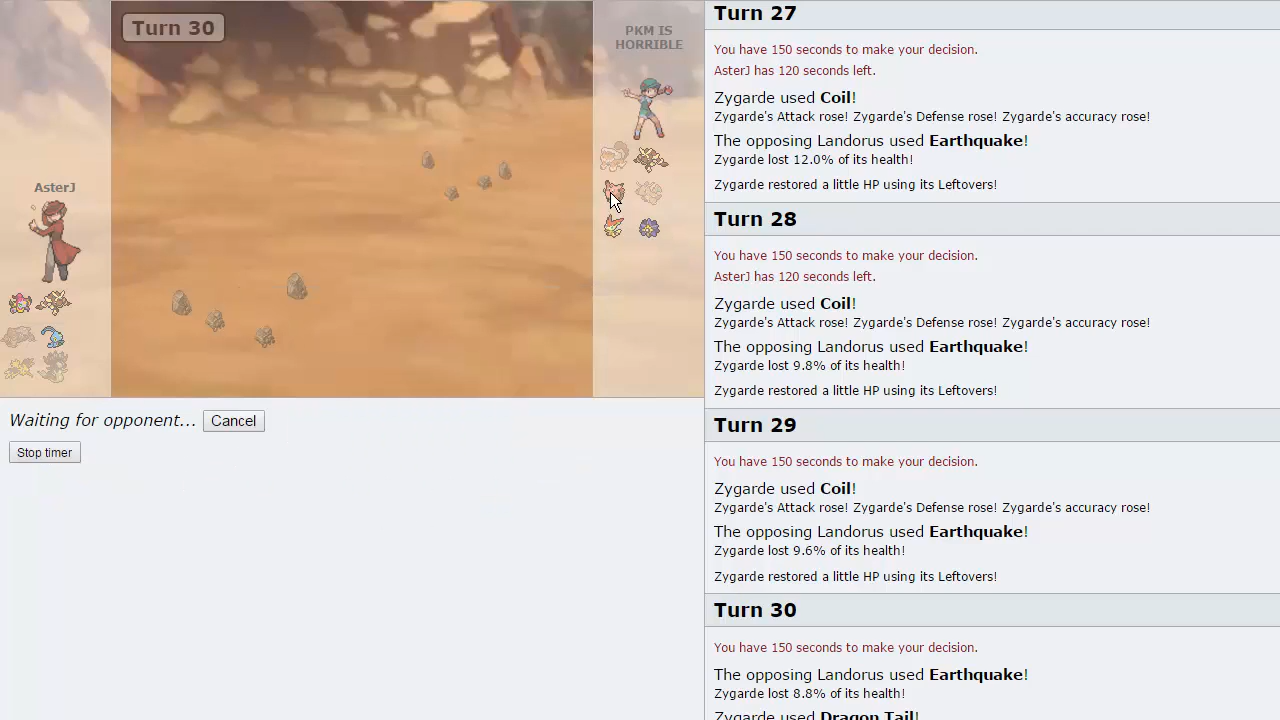 Turn 30
PKM IS
HORRIBLE
AsterJ
Waiting for opponent... Cancel
Stop timer
Turn 27
You have 150 seconds to make your decision.
AsterJ has 120 seconds left.
Zygarde used Coil!
Zygarde's Attack rose! Zygarde's Defense rose! Zygarde's accuracy rose!
The opposing Landorus used Earthquake!
Zygarde lost 12.0% of its health!
Zygarde restored a little HP using its Leftovers!
Turn 28
You have 150 seconds to make your decision.
AsterJ has 120 seconds left.
Zygarde used Coil!
Zygarde's Attack rose! Zygarde's Defense rose! Zygarde's accuracy rose!
The opposing Landorus used Earthquake!
Zygarde lost 9.8% of its health!
Zygarde restored a little HP using its Leftovers!
Turn 29
You have 150 seconds to make your decision.
Zygarde used Coil!
Zygarde's Attack rose! Zygarde's Defense rose! Zygarde's accuracy rose!
The opposing Landorus used Earthquake!
Zygarde lost 9.6% of its health!
Zygarde restored a little HP using its Leftovers!
Turn 30
You have 150 seconds to make your decision.
The opposing Landorus used Earthquake!
Zygarde lost 8.8% of its health!
Zygarde used Dragon Tail!